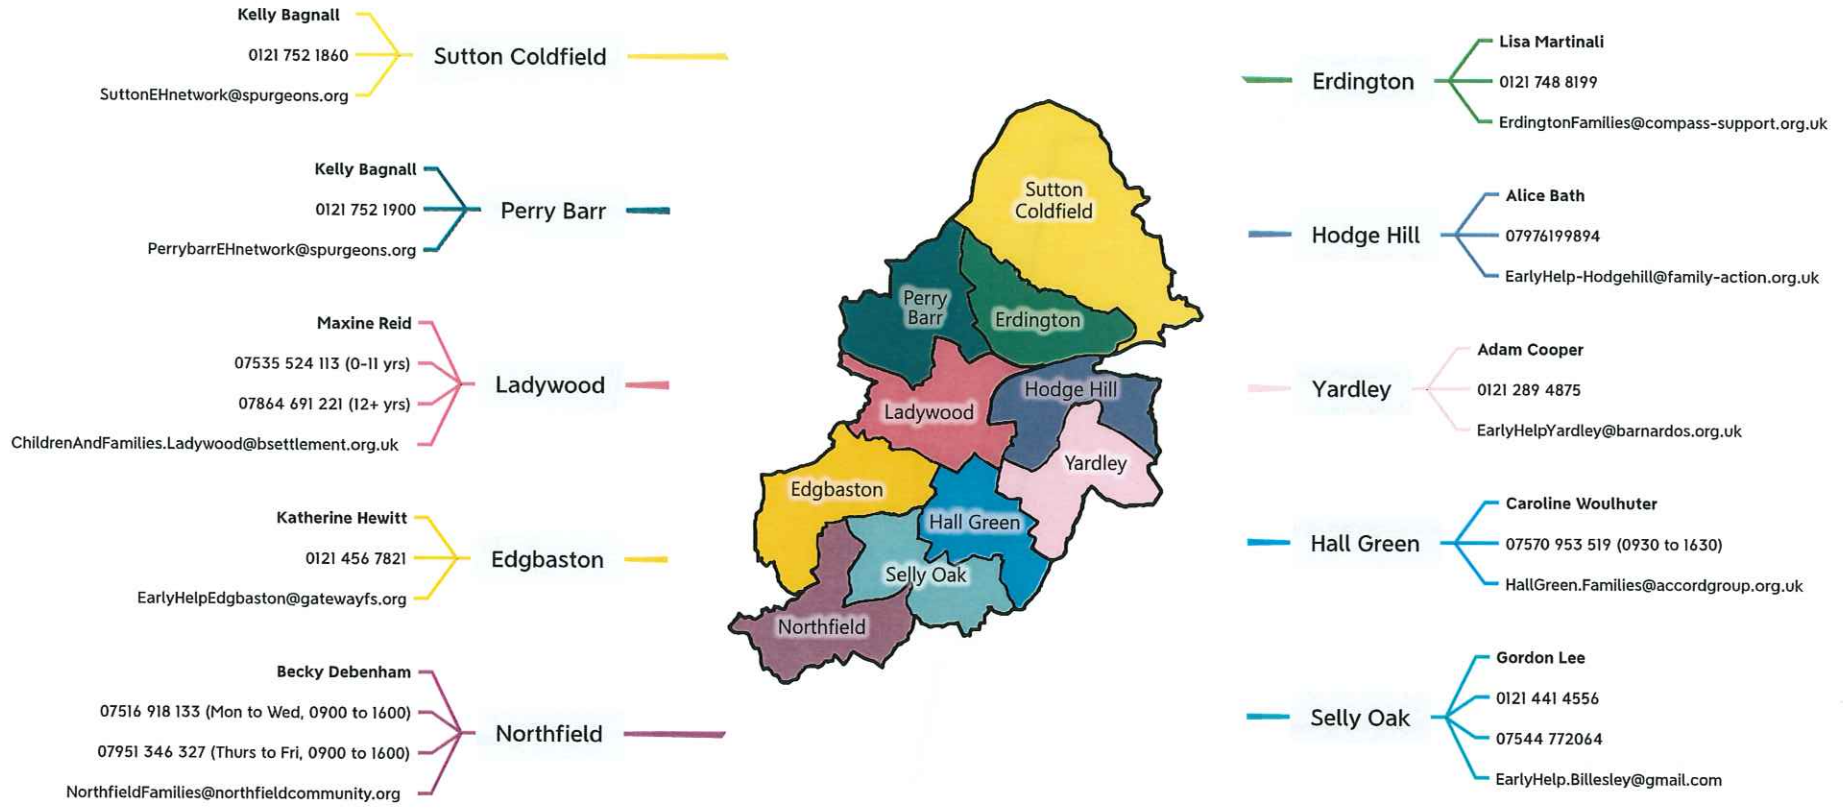 Kelly Bagnall
0121 752 1860
SuttonEHnetwork@spurgeons.org
Sutton Coldfield
Kelly Bagnall
0121 752 1900
PerrybarrEHnetwork@spurgeons.org
Perry Barr
Maxine Reid
07535 524 113 (0-11 yrs)
07864 691 221 (12+ yrs)
ChildrenAndFamilies.Ladywood@bsettlement.org.uk
Ladywood
Katherine Hewitt
0121 456 7821
EarlyHelpEdgbaston@gatewayfs.org
Edgbaston
Becky Debenham
07516 918 133 (Mon to Wed, 0900 to 1600)
07951 346 327 (Thurs to Fri, 0900 to 1600)
NorthfieldFamilies@northfieldcommunity.org
Northfield
Sutton
Coldfield
Perry
Barr
Erdington
Hodge Hill
Ladywood
Yardley
Edgbaston
Hall Green
Selly Oak
Northfield
Erdington
Lisa Martinali
0121 748 8199
ErdingtonFamilies@compass-support.org.uk
Hodge Hill
Alice Bath
07976199894
EarlyHelp-Hodgehill@family-action.org.uk
Yardley
Adam Cooper
0121 289 4875
EarlyHelpYardley@barnardos.org.uk
Hall Green
Caroline Woulhuter
07570 953 519 (0930 to 1630)
HallGreen.Families@accordgroup.org.uk
Selly Oak
Gordon Lee
0121 441 4556
07544 772064
EarlyHelp.Billesley@gmail.com